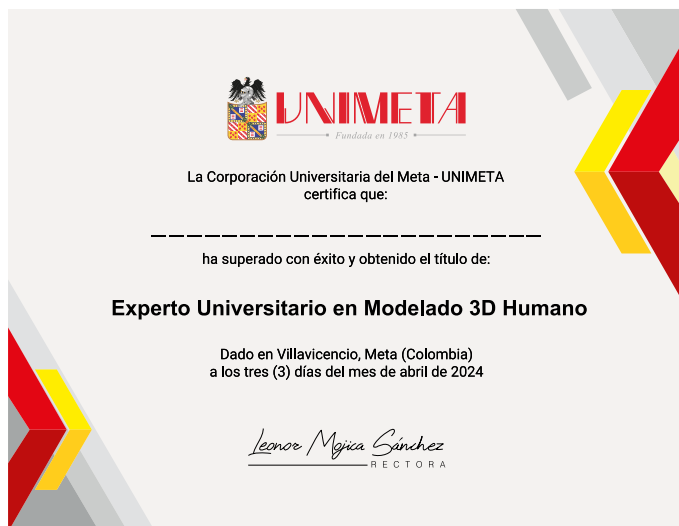 UNIMETA
Fundada en 1985
La Corporación Universitaria del Meta - UNIMETA
certifica que:
ha superado con éxito y obtenido el título de:
Experto Universitario en Modelado 3D Humano
Dado en Villavicencio, Meta (Colombia)
a los tres (3) días del mes de abril de 2024
Leonor Mojica Sánchez
RECTORA